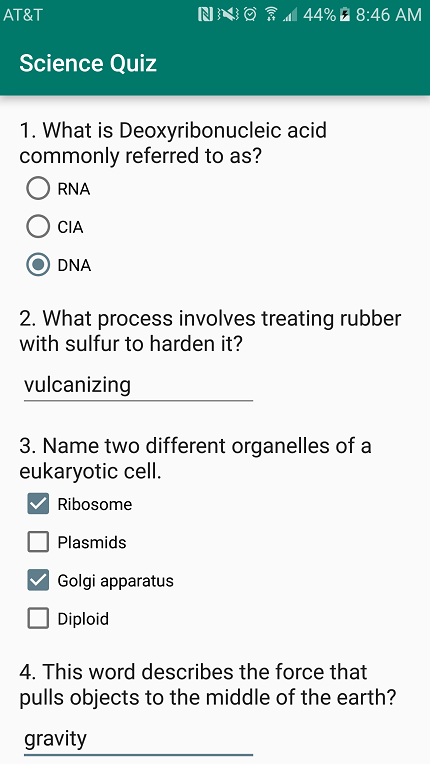 AT&T 44% 8:46 AM
Science Quiz
1. What is Deoxyribonucleic acid
commonly referred to as?
RNA
CIA
DNA
2. What process involves treating rubber
with sulfur to harden it?
vulcanizing
3. Name two different organelles of a
eukaryotic cell.
Ribosome
Plasmids
Golgi apparatus
Diploid
4. This word describes the force that
pulls objects to the middle of the earth?
gravity